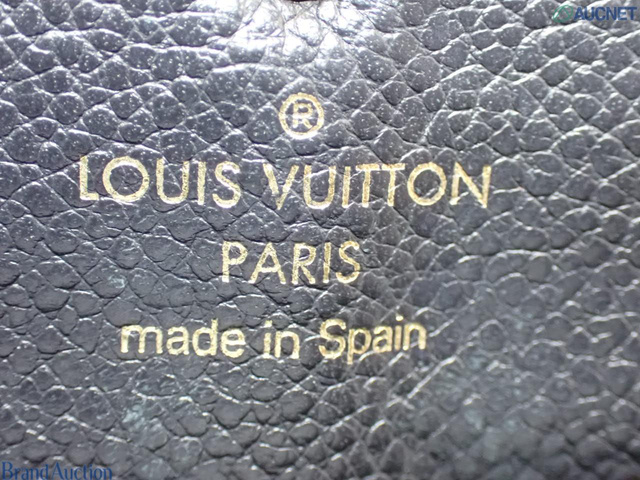 AUCNET
®
LOUIS VUITTON
PARIS
made in Spain
Brand Auction